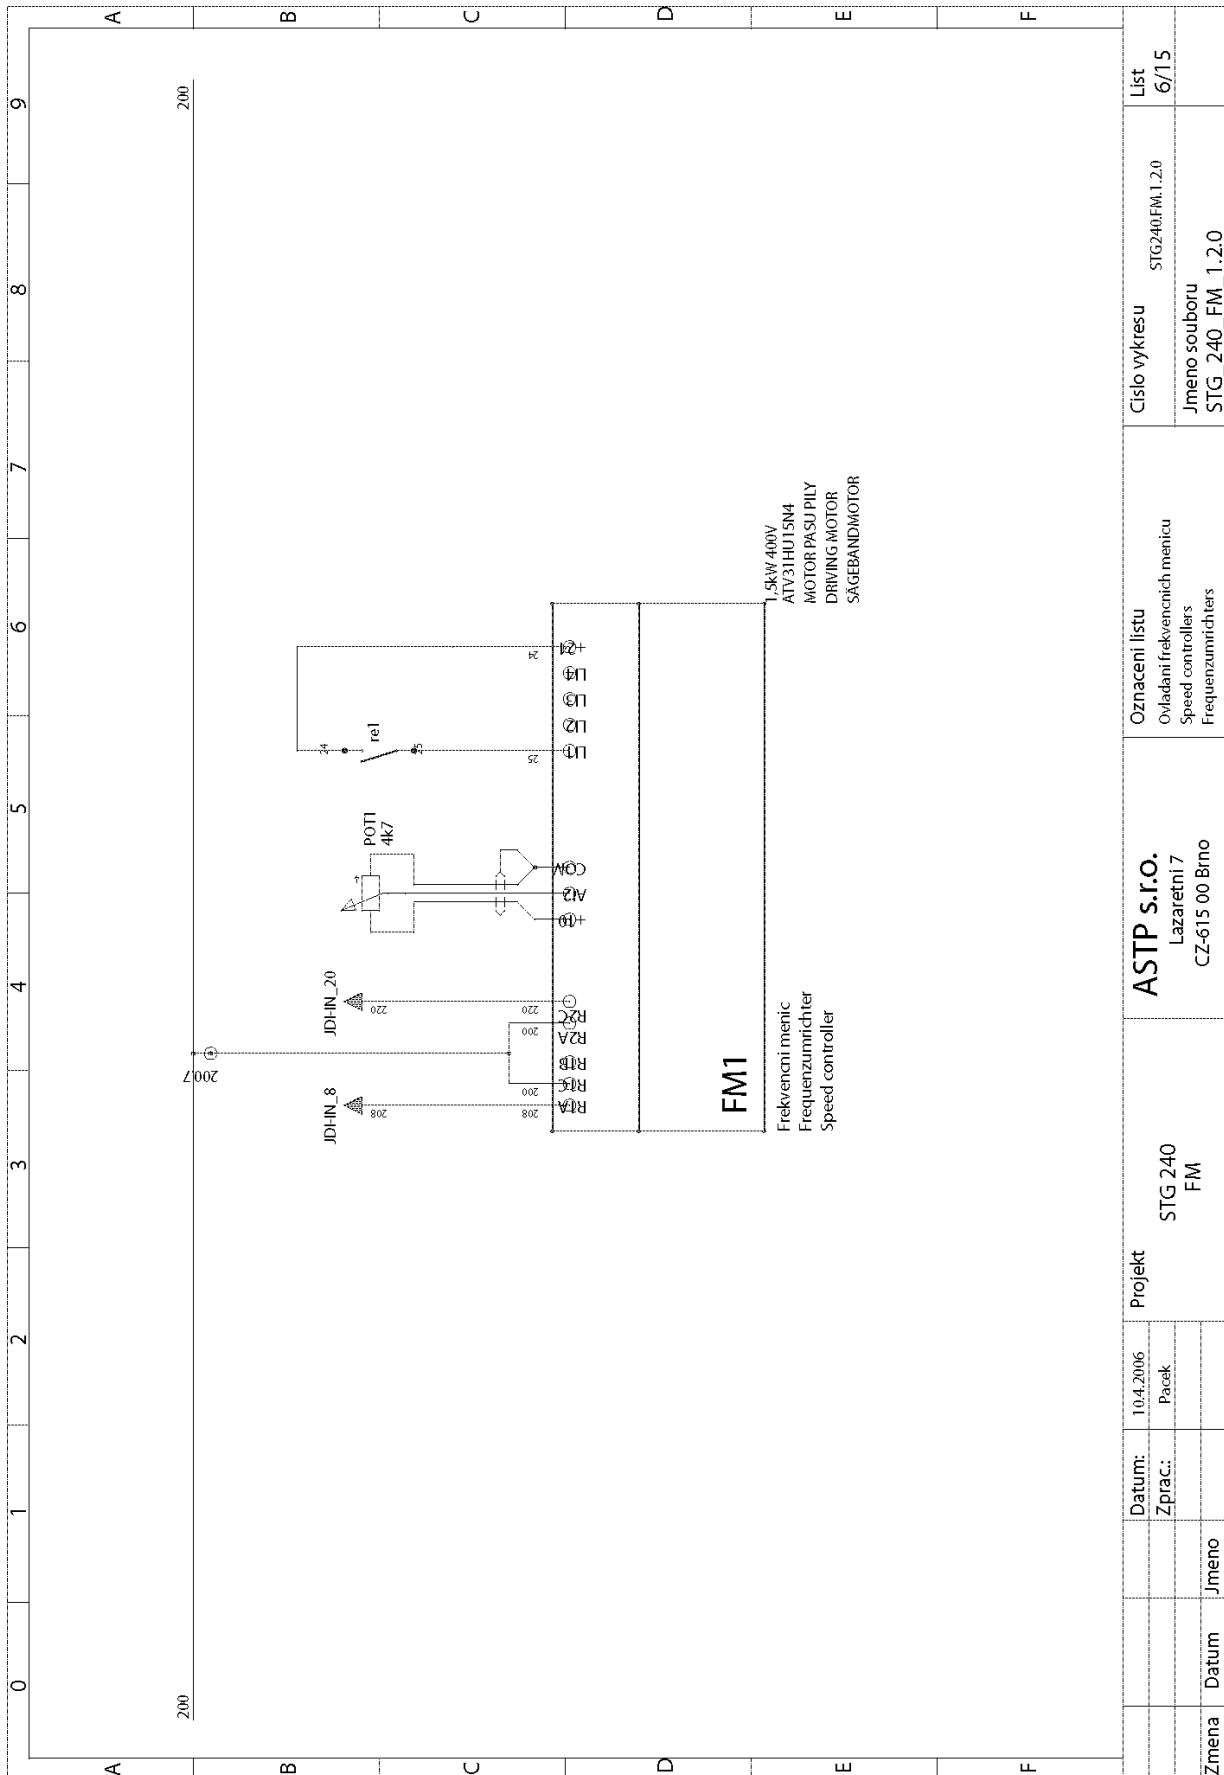 0 1 2 3 4 5 6 7 8 9
A A
B B
C C
D D
E E
F F
200 200
200.7
JDI-IN_8
208
208
JDI-IN_20
220
220
200
200
POT1
4k7
re1
24
25
24
25
R1A
R1C
R1B
R2A
R2C
+10
AI2
COM
LI1
LI2
LI3
LI4
+24
FM1
Frekvencni menic
Frequenzumrichter
Speed controller
1,5kW 400V
ATV31HU15N4
MOTOR PASU PILY
DRIVING MOTOR
SÄGEBANDMOTOR
Zmena Datum Jmeno
Datum: 10.4.2006
Zprac.: Pacek
Projekt
STG 240
FM
ASTP s.r.o.
Lazaretni 7
CZ-615 00 Brno
Oznaceni listu
Ovladani frekvencnich menicu
Speed controllers
Frequenzumrichters
Cislo vykresu
STG240.FM.1.2.0
Jmeno souboru
STG_240_FM_1.2.0
List
6/15